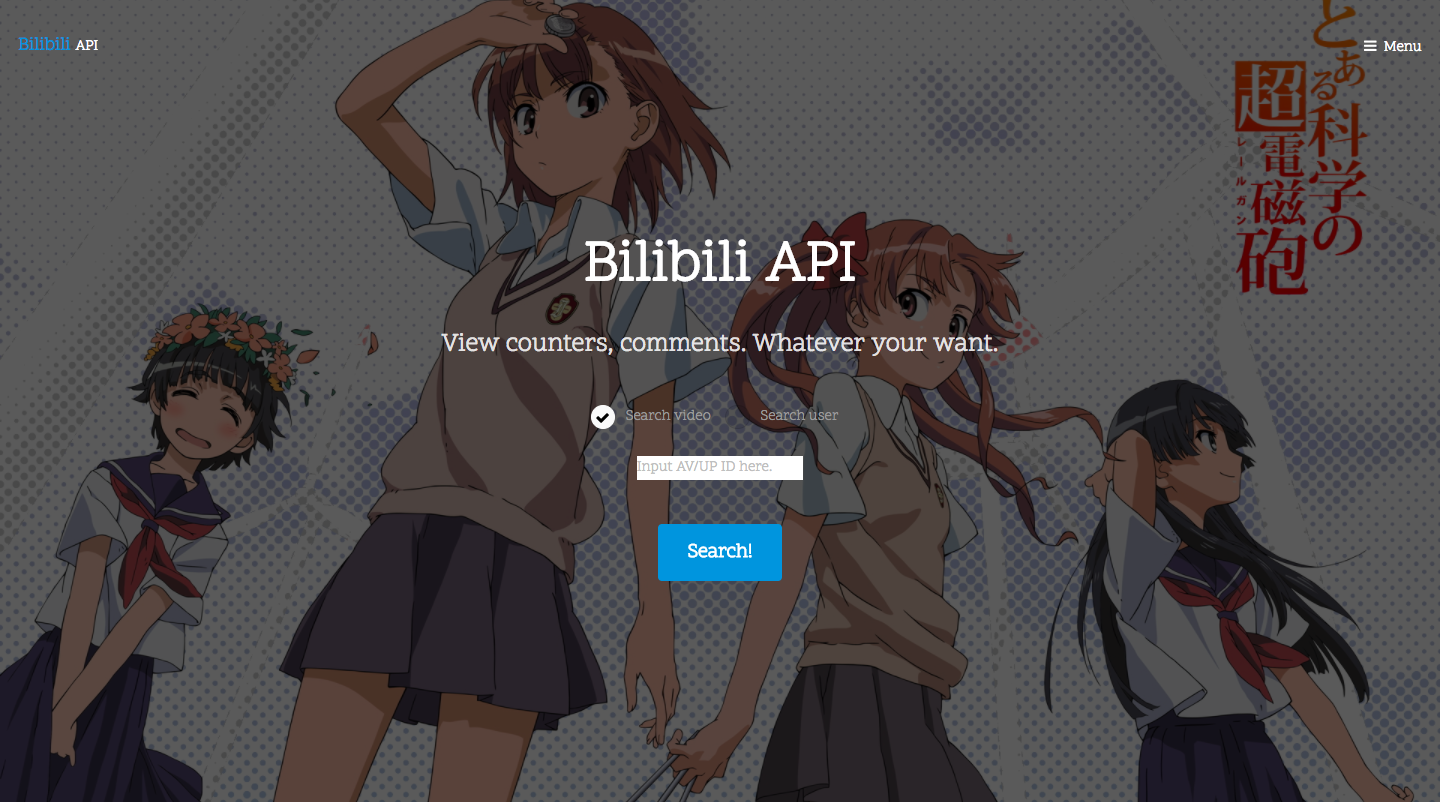 Bilibili API
Menu
とある科学の
超電磁砲
レールガン
Bilibili API
View counters, comments. Whatever your want.
Search video
Search user
Input AV/UP ID here.
Search!